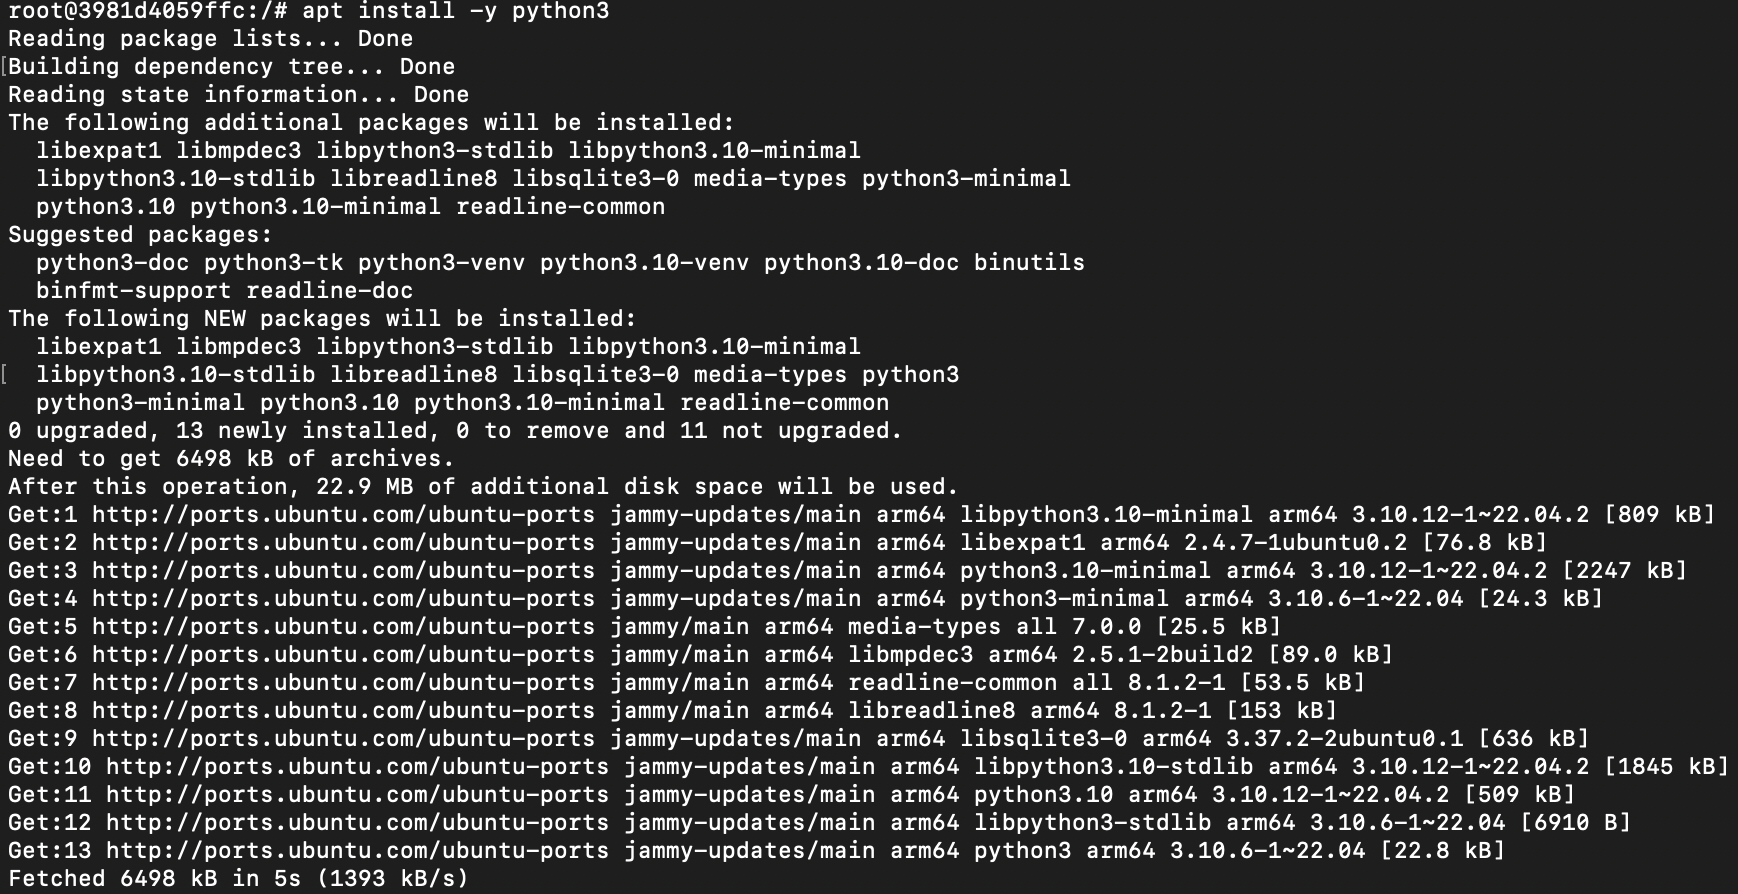 root@3981d4059ffc:/# apt install -y python3
Reading package lists... Done
[Building dependency tree... Done
Reading state information... Done
The following additional packages will be installed:
  libexpat1 libmpdec3 libpython3-stdlib libpython3.10-minimal
  libpython3.10-stdlib libreadline8 libsqlite3-0 media-types python3-minimal
  python3.10 python3.10-minimal readline-common
Suggested packages:
  python3-doc python3-tk python3-venv python3.10-venv python3.10-doc binutils
  binfmt-support readline-doc
The following NEW packages will be installed:
  libexpat1 libmpdec3 libpython3-stdlib libpython3.10-minimal
[ libpython3.10-stdlib libreadline8 libsqlite3-0 media-types python3
  python3-minimal python3.10 python3.10-minimal readline-common
0 upgraded, 13 newly installed, 0 to remove and 11 not upgraded.
Need to get 6498 kB of archives.
After this operation, 22.9 MB of additional disk space will be used.
Get:1 http://ports.ubuntu.com/ubuntu-ports jammy-updates/main arm64 libpython3.10-minimal arm64 3.10.12-1~22.04.2 [809 kB]
Get:2 http://ports.ubuntu.com/ubuntu-ports jammy-updates/main arm64 libexpat1 arm64 2.4.7-1ubuntu0.2 [76.8 kB]
Get:3 http://ports.ubuntu.com/ubuntu-ports jammy-updates/main arm64 python3.10-minimal arm64 3.10.12-1~22.04.2 [2247 kB]
Get:4 http://ports.ubuntu.com/ubuntu-ports jammy-updates/main arm64 python3-minimal arm64 3.10.6-1~22.04 [24.3 kB]
Get:5 http://ports.ubuntu.com/ubuntu-ports jammy/main arm64 media-types all 7.0.0 [25.5 kB]
Get:6 http://ports.ubuntu.com/ubuntu-ports jammy/main arm64 libmpdec3 arm64 2.5.1-2build2 [89.0 kB]
Get:7 http://ports.ubuntu.com/ubuntu-ports jammy/main arm64 readline-common all 8.1.2-1 [53.5 kB]
Get:8 http://ports.ubuntu.com/ubuntu-ports jammy/main arm64 libreadline8 arm64 8.1.2-1 [153 kB]
Get:9 http://ports.ubuntu.com/ubuntu-ports jammy-updates/main arm64 libsqlite3-0 arm64 3.37.2-2ubuntu0.1 [636 kB]
Get:10 http://ports.ubuntu.com/ubuntu-ports jammy-updates/main arm64 libpython3.10-stdlib arm64 3.10.12-1~22.04.2 [1845 kB]
Get:11 http://ports.ubuntu.com/ubuntu-ports jammy-updates/main arm64 python3.10 arm64 3.10.12-1~22.04.2 [509 kB]
Get:12 http://ports.ubuntu.com/ubuntu-ports jammy-updates/main arm64 libpython3-stdlib arm64 3.10.6-1~22.04 [6910 B]
Get:13 http://ports.ubuntu.com/ubuntu-ports jammy-updates/main arm64 python3 arm64 3.10.6-1~22.04 [22.8 kB]
Fetched 6498 kB in 5s (1393 kB/s)